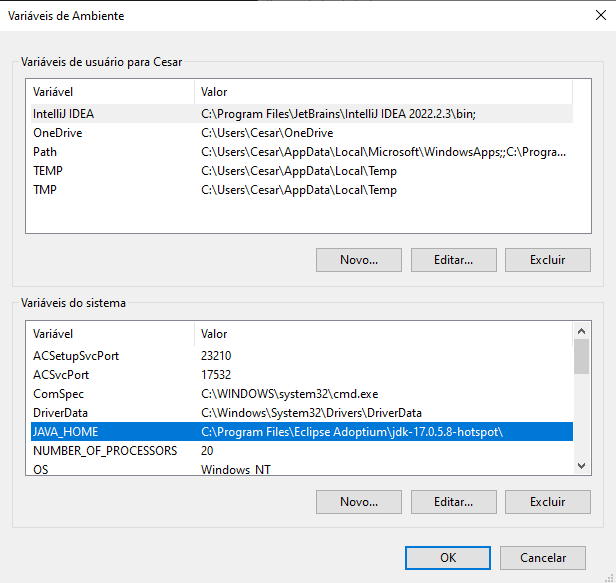 Variáveis de Ambiente
Variáveis de usuário para Cesar
Variável Valor
IntelliJ IDEA C:\Program Files\JetBrains\IntelliJ IDEA 2022.2.3\bin;
OneDrive C:\Users\Cesar\OneDrive
Path C:\Users\Cesar\AppData\Local\Microsoft\WindowsApps;;C:\Progra...
TEMP C:\Users\Cesar\AppData\Local\Temp
TMP C:\Users\Cesar\AppData\Local\Temp
Novo... Editar... Excluir
Variáveis do sistema
Variável Valor
ACSetupSvcPort 23210
ACSvcPort 17532
ComSpec C:\WINDOWS\system32\cmd.exe
DriverData C:\Windows\System32\Drivers\DriverData
JAVA_HOME C:\Program Files\Eclipse Adoptium\jdk-17.0.5.8-hotspot\
NUMBER_OF_PROCESSORS 20
OS Windows_NT
Novo... Editar... Excluir
OK Cancelar